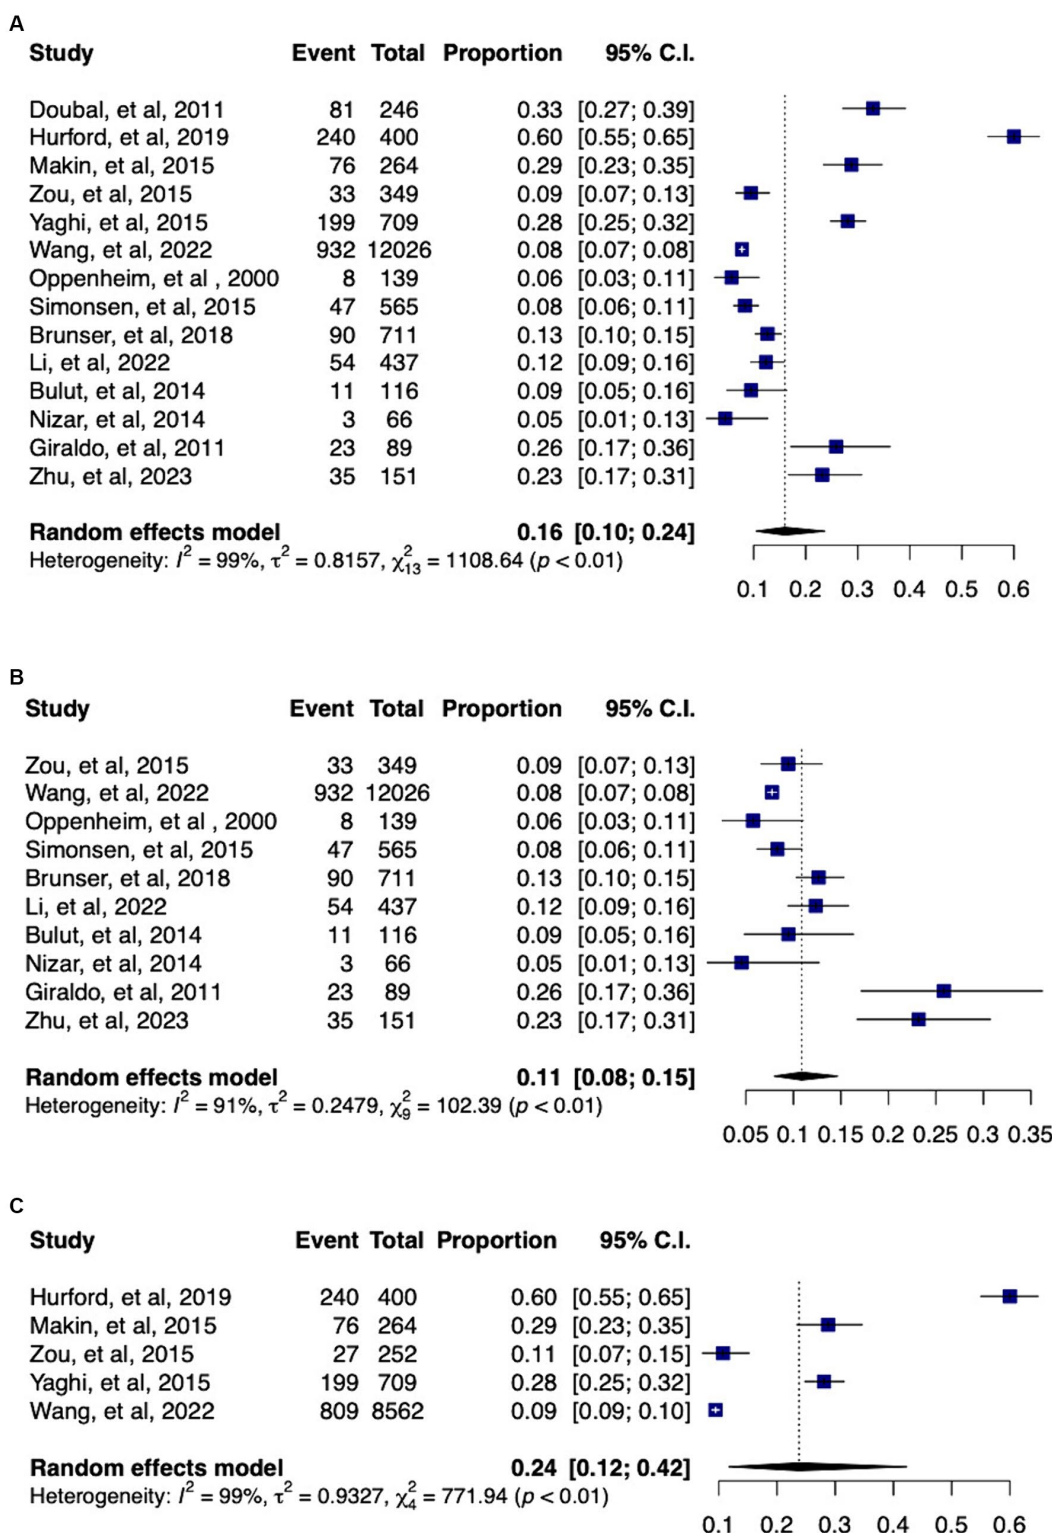 A
Study Event Total Proportion 95% C.I.
Doubal, et al, 2011 81 246 0.33 [0.27; 0.39]
Hurford, et al, 2019 240 400 0.60 [0.55; 0.65]
Makin, et al, 2015 76 264 0.29 [0.23; 0.35]
Zou, et al, 2015 33 349 0.09 [0.07; 0.13]
Yaghi, et al, 2015 199 709 0.28 [0.25; 0.32]
Wang, et al, 2022 932 12026 0.08 [0.07; 0.08]
Oppenheim, et al , 2000 8 139 0.06 [0.03; 0.11]
Simonsen, et al, 2015 47 565 0.08 [0.06; 0.11]
Brunser, et al, 2018 90 711 0.13 [0.10; 0.15]
Li, et al, 2022 54 437 0.12 [0.09; 0.16]
Bulut, et al, 2014 11 116 0.09 [0.05; 0.16]
Nizar, et al, 2014 3 66 0.05 [0.01; 0.13]
Giraldo, et al, 2011 23 89 0.26 [0.17; 0.36]
Zhu, et al, 2023 35 151 0.23 [0.17; 0.31]
Random effects model 0.16 [0.10; 0.24]
Heterogeneity: I² = 99%, τ² = 0.8157, χ²₁₃ = 1108.64 (p < 0.01)
0.1 0.2 0.3 0.4 0.5 0.6
B
Study Event Total Proportion 95% C.I.
Zou, et al, 2015 33 349 0.09 [0.07; 0.13]
Wang, et al, 2022 932 12026 0.08 [0.07; 0.08]
Oppenheim, et al , 2000 8 139 0.06 [0.03; 0.11]
Simonsen, et al, 2015 47 565 0.08 [0.06; 0.11]
Brunser, et al, 2018 90 711 0.13 [0.10; 0.15]
Li, et al, 2022 54 437 0.12 [0.09; 0.16]
Bulut, et al, 2014 11 116 0.09 [0.05; 0.16]
Nizar, et al, 2014 3 66 0.05 [0.01; 0.13]
Giraldo, et al, 2011 23 89 0.26 [0.17; 0.36]
Zhu, et al, 2023 35 151 0.23 [0.17; 0.31]
Random effects model 0.11 [0.08; 0.15]
Heterogeneity: I² = 91%, τ² = 0.2479, χ²₉ = 102.39 (p < 0.01)
0.05 0.1 0.15 0.2 0.25 0.3 0.35
C
Study Event Total Proportion 95% C.I.
Hurford, et al, 2019 240 400 0.60 [0.55; 0.65]
Makin, et al, 2015 76 264 0.29 [0.23; 0.35]
Zou, et al, 2015 27 252 0.11 [0.07; 0.15]
Yaghi, et al, 2015 199 709 0.28 [0.25; 0.32]
Wang, et al, 2022 809 8562 0.09 [0.09; 0.10]
Random effects model 0.24 [0.12; 0.42]
Heterogeneity: I² = 99%, τ² = 0.9327, χ²₄ = 771.94 (p < 0.01)
0.1 0.2 0.3 0.4 0.5 0.6